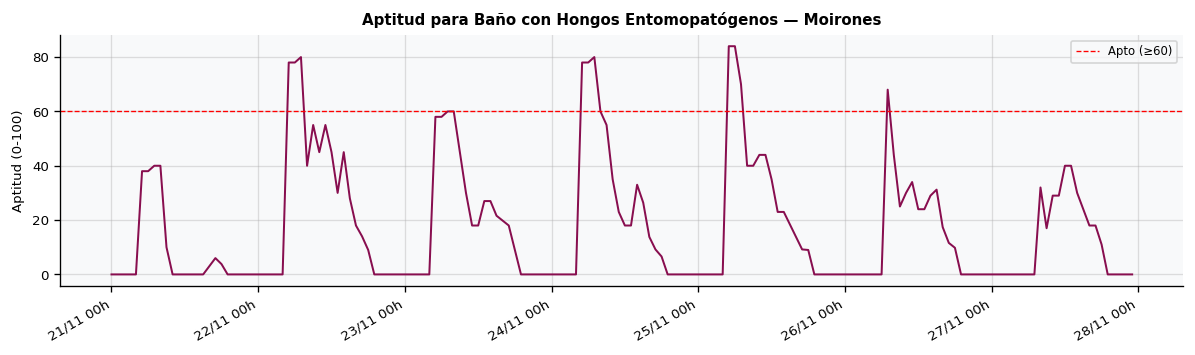 Aptitud para Baño con Hongos Entomopatógenos — Moirones
Apto (≥60)
Aptitud (0-100)
80
60
40
20
0
21/11 00h
22/11 00h
23/11 00h
24/11 00h
25/11 00h
26/11 00h
27/11 00h
28/11 00h